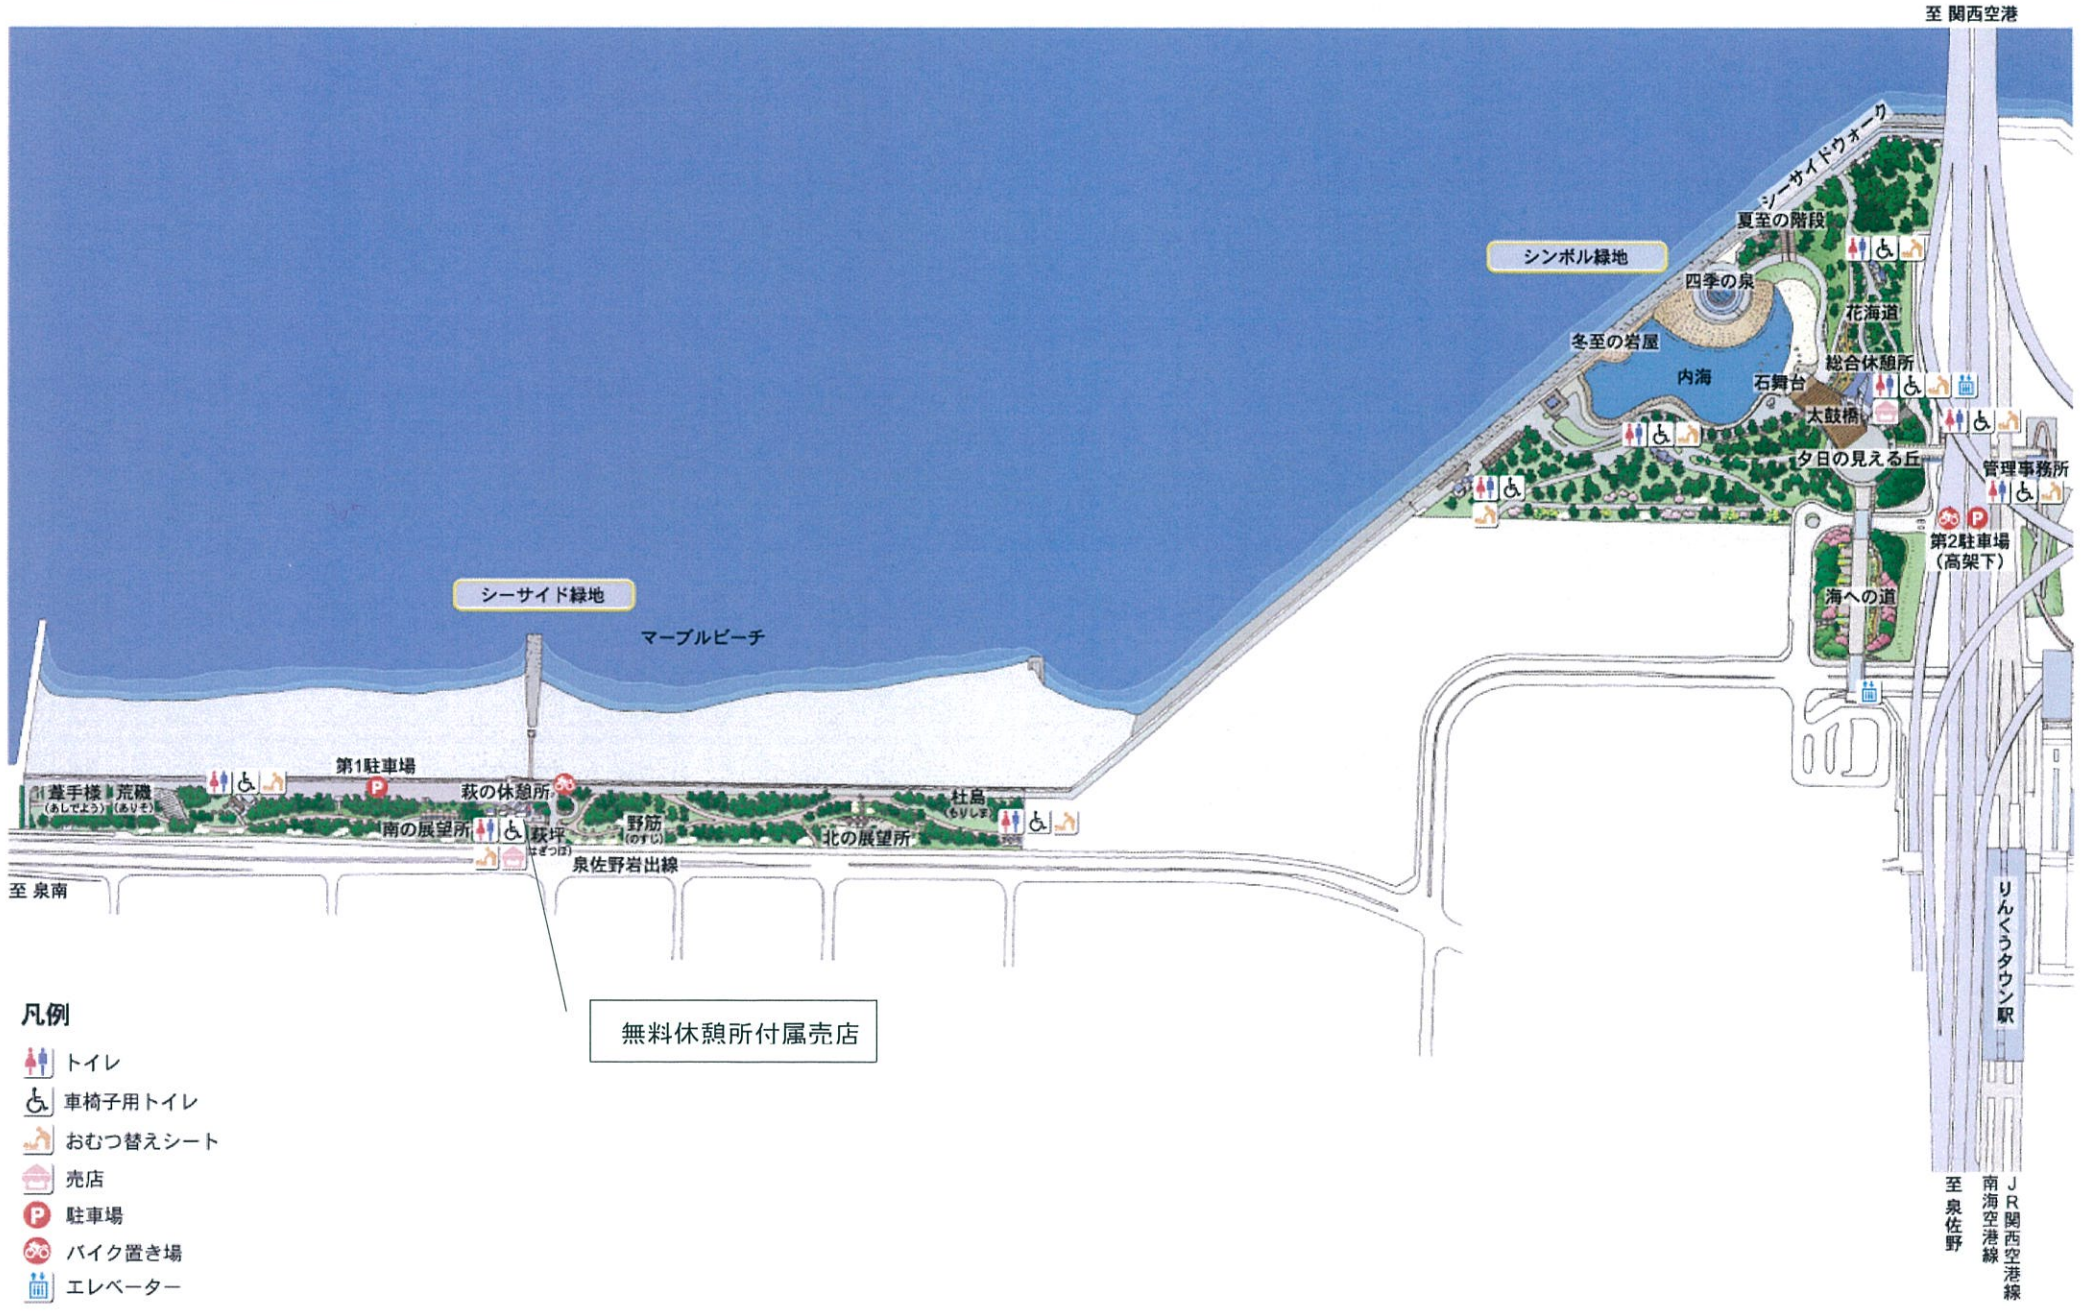 至 関西空港
シーサイドウォーク
夏至の階段
シンボル緑地
四季の泉
花海道
冬至の岩屋
総合休憩所
内海
石舞台
太鼓橋
夕日の見える丘
管理事務所
第2駐車場
(高架下)
海への道
シーサイド緑地
マーブルビーチ
第1駐車場
葦手様
(あしでよう)
荒磯
(ありそ)
萩の休憩所
杜島
(もりしま)
南の展望所
萩坪
(はぎつぼ)
野筋
(のすじ)
北の展望所
泉佐野岩出線
至 泉南
りんくうタウン駅
無料休憩所付属売店
凡例
トイレ
車椅子用トイレ
おむつ替えシート
売店
P
駐車場
バイク置き場
エレベーター
至 泉佐野
南海空港線
JR関西空港線